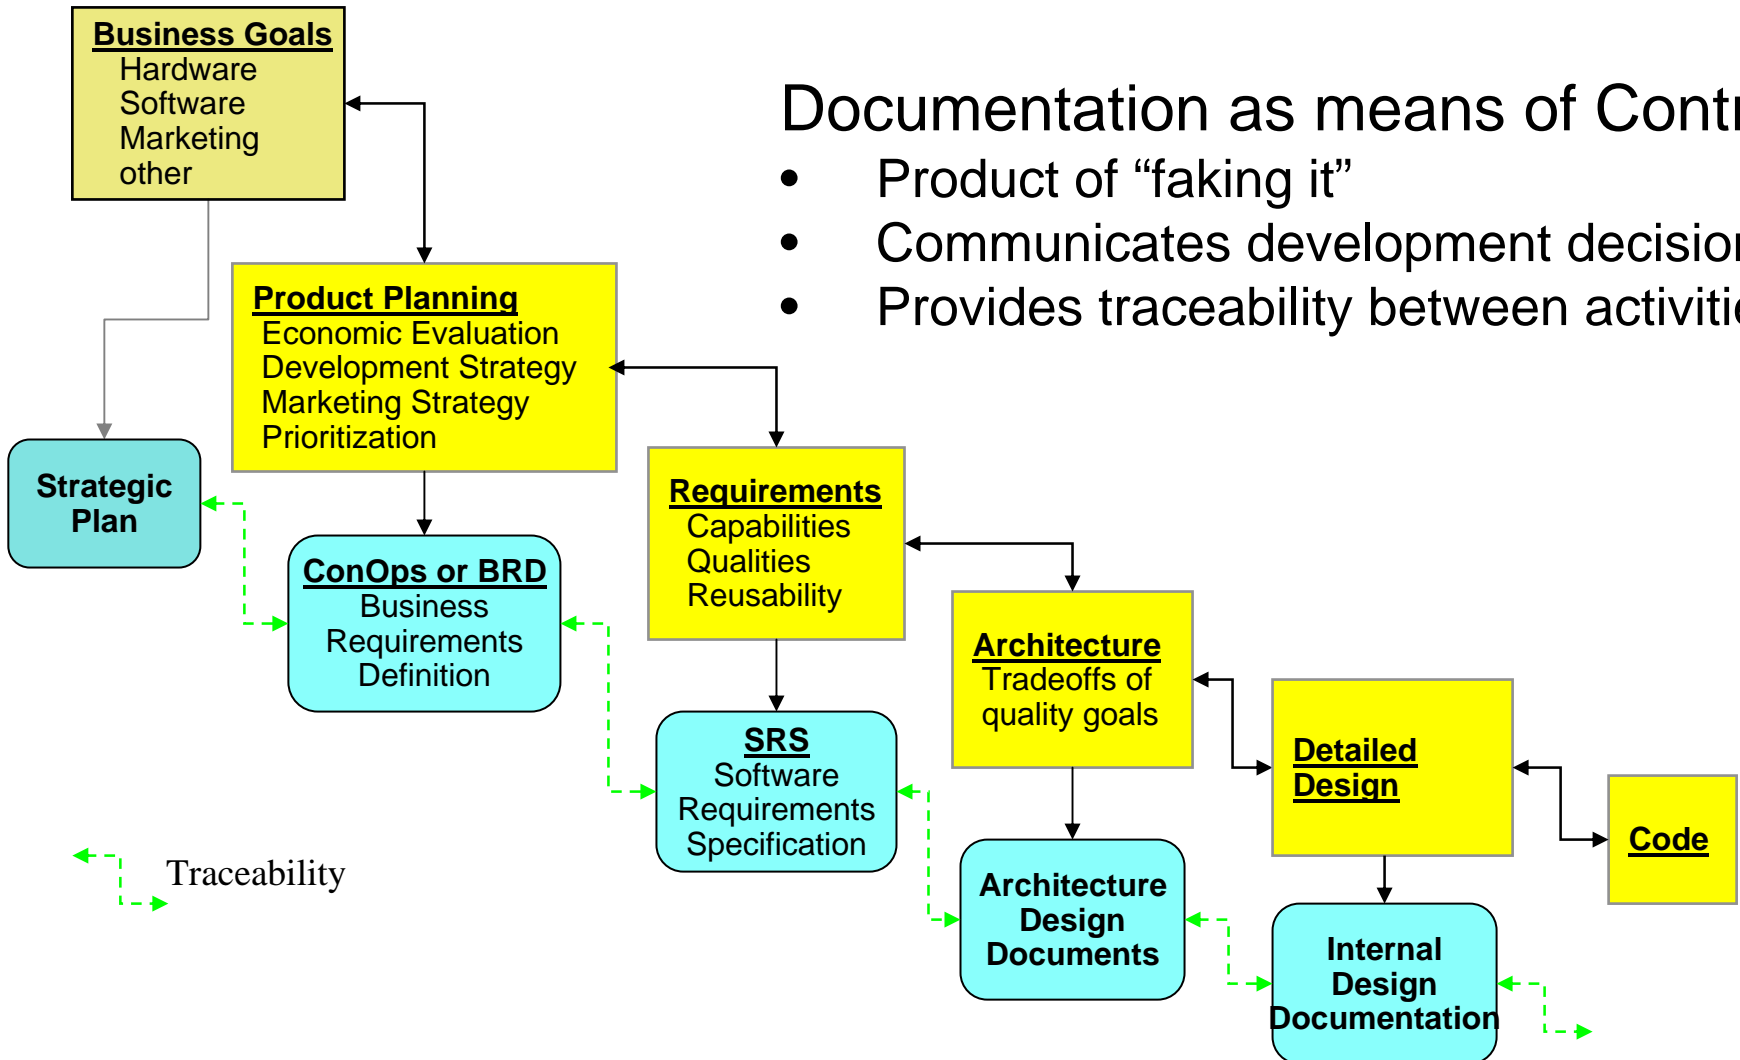 Business Goals
Hardware
Software
Marketing
other
Documentation as means of Contr
• Product of “faking it”
• Communicates development decision
• Provides traceability between activitie
Product Planning
Economic Evaluation
Development Strategy
Marketing Strategy
Prioritization
Strategic
Plan
ConOps or BRD
Business
Requirements
Definition
Requirements
Capabilities
Qualities
Reusability
SRS
Software
Requirements
Specification
Architecture
Tradeoffs of
quality goals
Architecture
Design
Documents
Detailed
Design
Internal
Design
Documentation
Code
Traceability